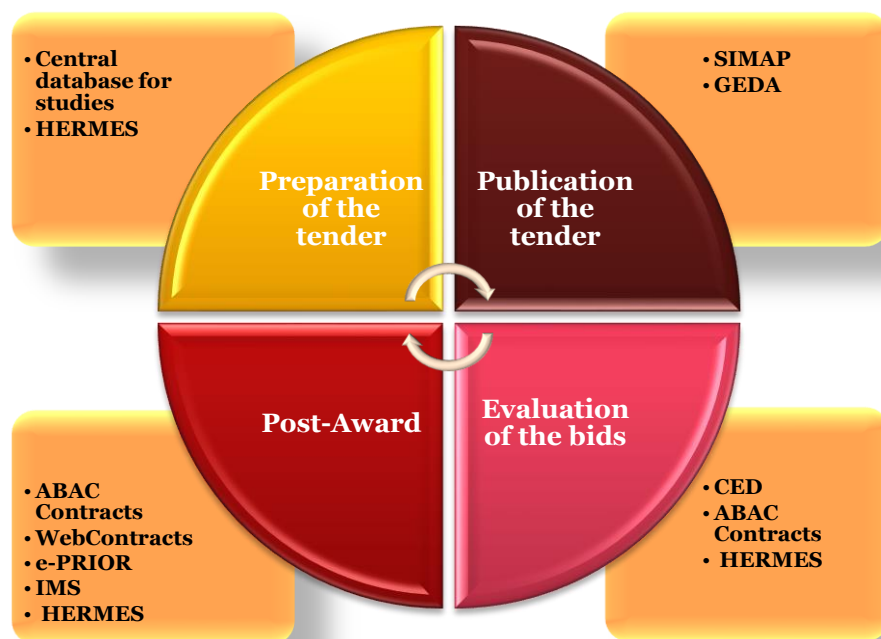 • Central
database for
studies
• HERMES
• SIMAP
• GEDA
Preparation
of the
tender
Publication
of the
tender
Post-Award
Evaluation
of the bids
• ABAC
Contracts
• WebContracts
• e-PRIOR
• IMS
• HERMES
• CED
• ABAC
Contracts
• HERMES